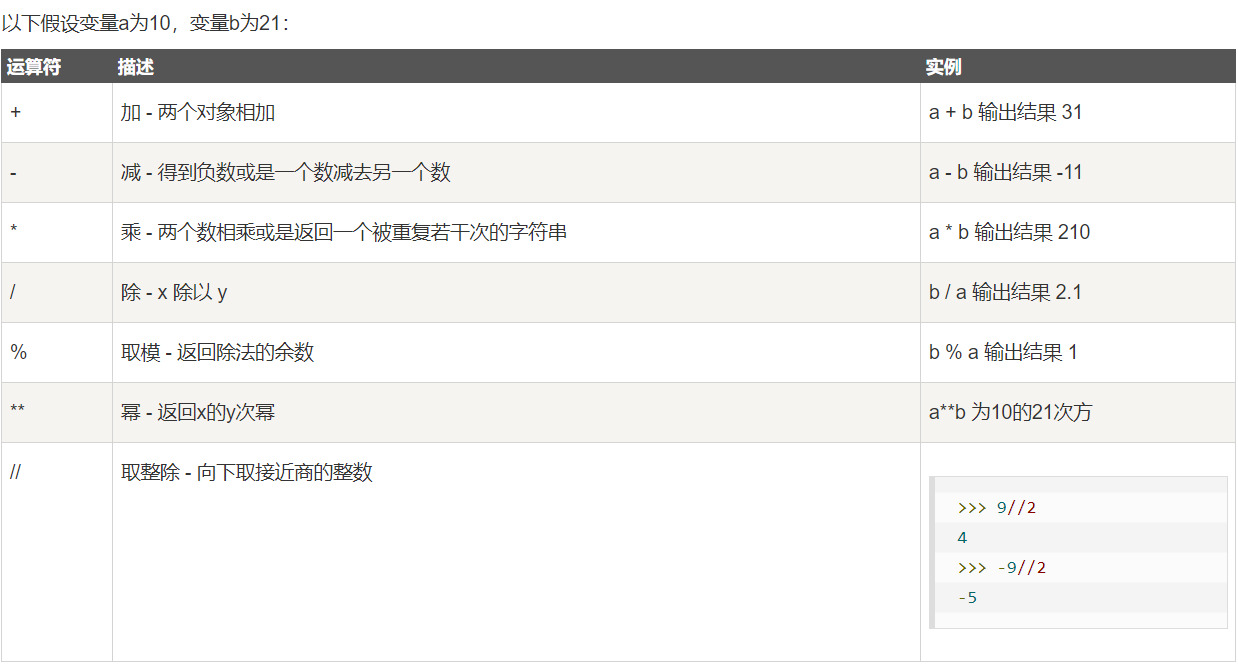 以下假设变量a为10，变量b为21：
运算符 描述 实例
+ 加 - 两个对象相加 a + b 输出结果 31
- 减 - 得到负数或是一个数减去另一个数 a - b 输出结果 -11
* 乘 - 两个数相乘或是返回一个被重复若干次的字符串 a * b 输出结果 210
/ 除 - x 除以 y b / a 输出结果 2.1
% 取模 - 返回除法的余数 b % a 输出结果 1
** 幂 - 返回x的y次幂 a**b 为10的21次方
// 取整除 - 向下取接近商的整数
>>> 9//2
4
>>> -9//2
-5